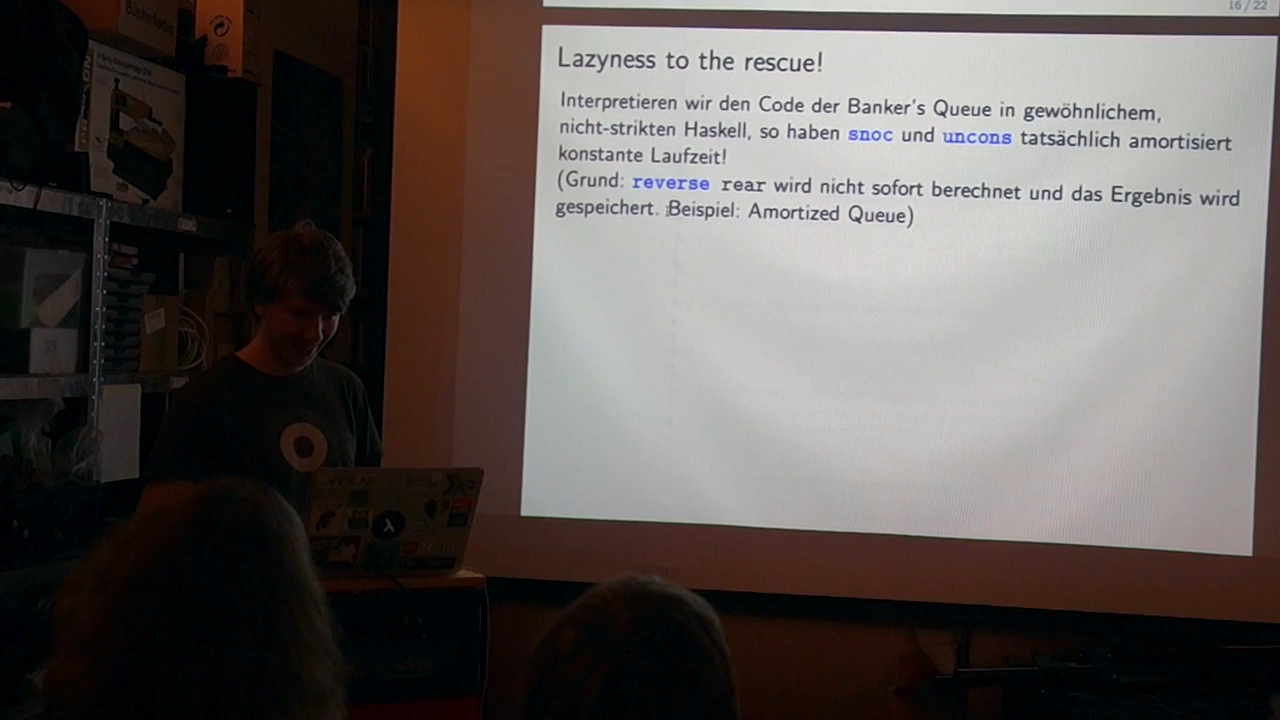 16 / 22
Lazyness to the rescue!
Interpretieren wir den Code der Banker's Queue in gewöhnlichem,
nicht-strikten Haskell, so haben snoc und uncons tatsächlich amortisiert
konstante Laufzeit!
(Grund: reverse rear wird nicht sofort berechnet und das Ergebnis wird
gespeichert. Beispiel: Amortized Queue)
λ